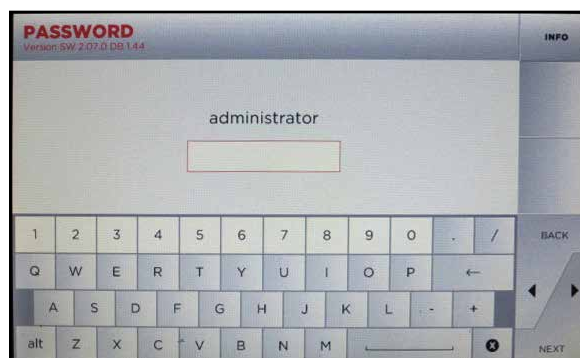 PASSWORD
Version SW 2.07.0 DB 1.44
INFO
administrator
1 2 3 4 5 6 7 8 9 0 . /
BACK
Q W E R T Y U I O P ←
A S D F G H J K L - +
alt Z X C V B N M
NEXT